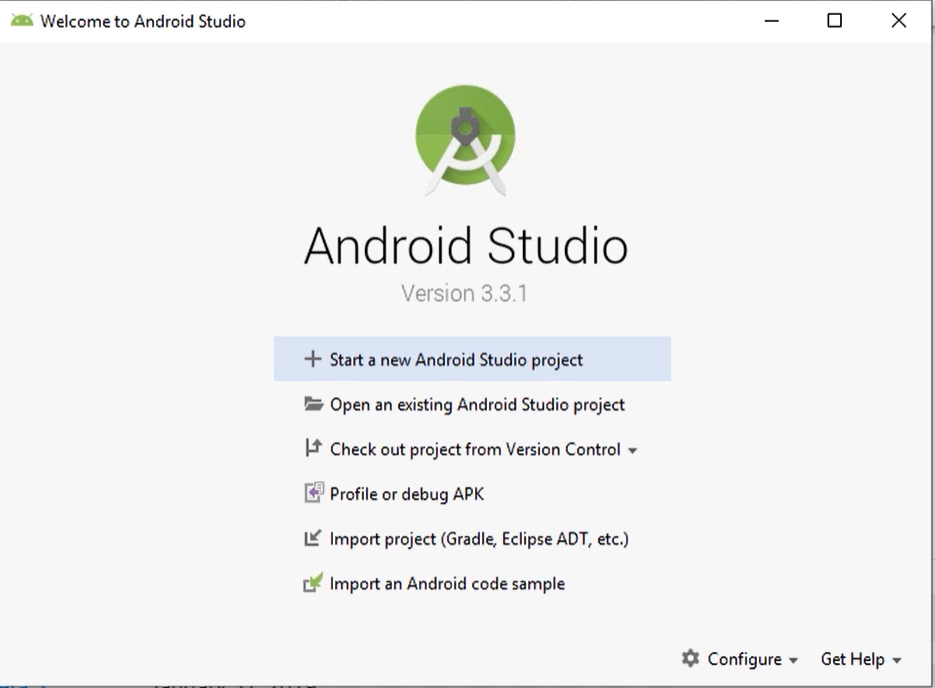 Welcome to Android Studio
Android Studio
Version 3.3.1
Start a new Android Studio project
Open an existing Android Studio project
Check out project from Version Control
Profile or debug APK
Import project (Gradle, Eclipse ADT, etc.)
Import an Android code sample
Configure Get Help